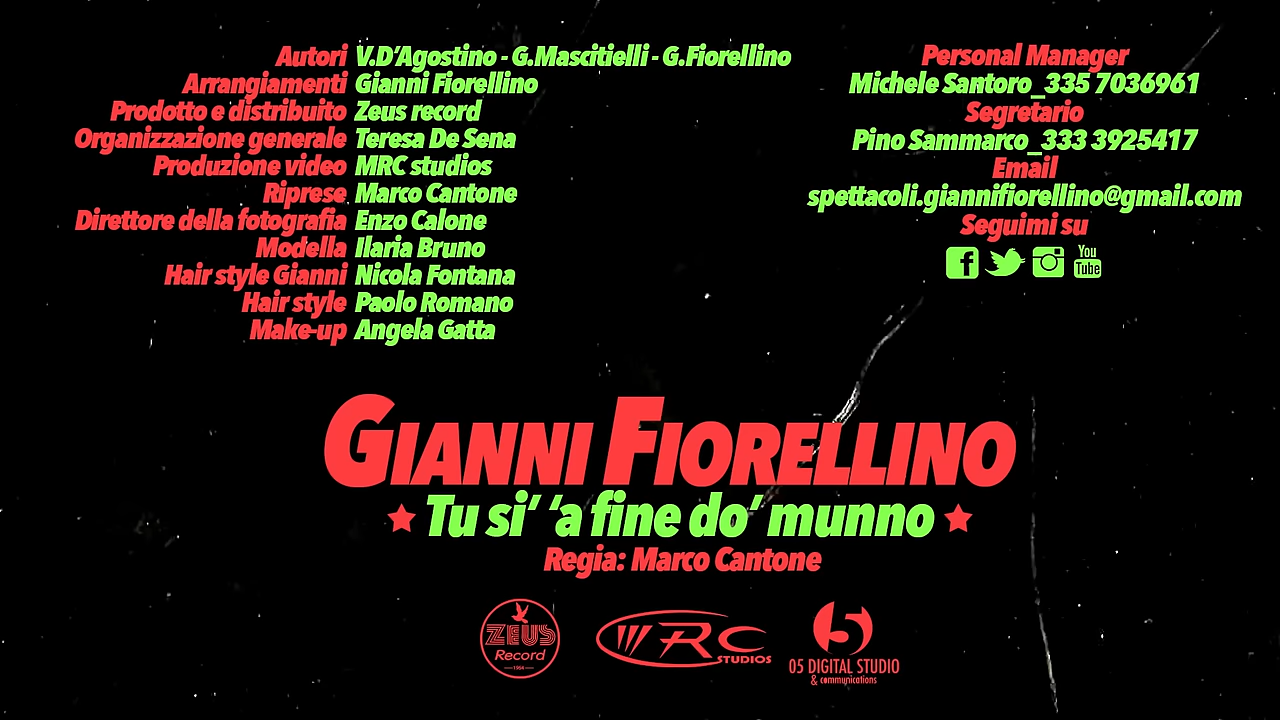 Autori V.D'Agostino - G.Mascitielli - G.Fiorellino
Arrangiamenti Gianni Fiorellino
Prodotto e distribuito Zeus record
Organizzazione generale Teresa De Sena
Produzione video MRC studios
Riprese Marco Cantone
Direttore della fotografia Enzo Calone
Modella Ilaria Bruno
Hair style Gianni Nicola Fontana
Hair style Paolo Romano
Make-up Angela Gatta
Personal Manager
Michele Santoro_335 7036961
Segretario
Pino Sammarco_333 3925417
Email
spettacoli.giannifiorellino@gmail.com
Seguimi su
You
Tube
GIANNI FIORELLINO
Tu si' 'a fine do' munno
Regia: Marco Cantone
ZEUS
Record
1964
MRC
STUDIOS
05 DIGITAL STUDIO
& communications